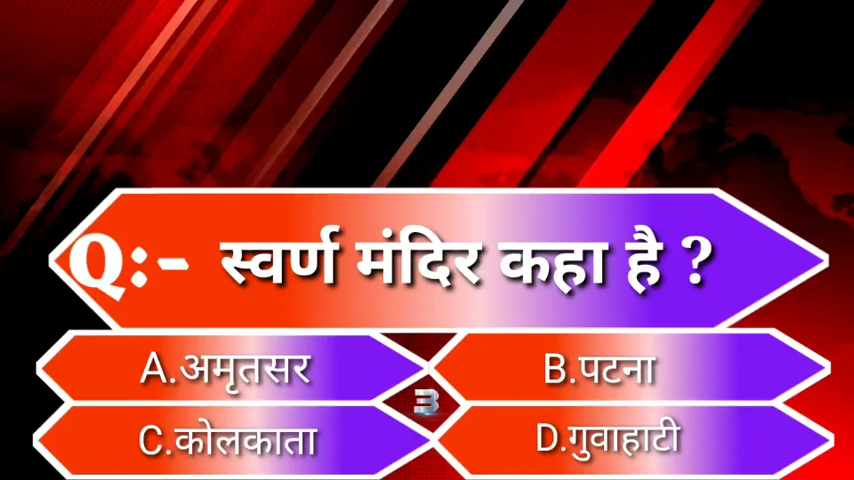 Q:- स्वर्ण मंदिर कहा है ?
A.अमृतसर
B.पटना
3
C.कोलकाता
D.गुवाहाटी